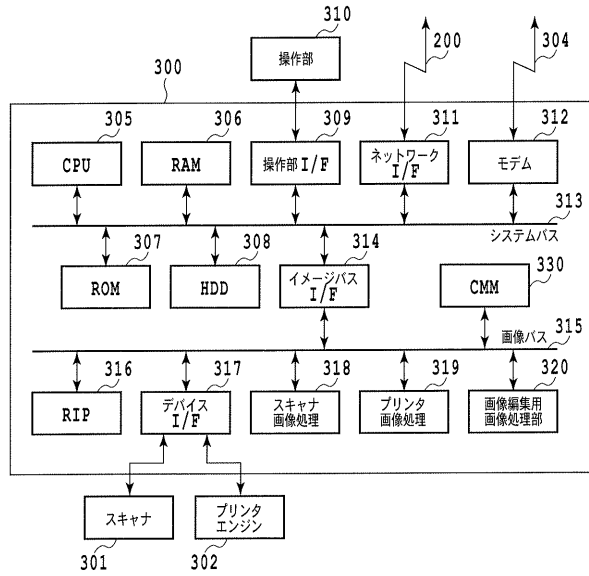 310
操作部
200
304
300
305
306
309
311
312
CPU
RAM
操作部 I/F
ネットワーク
I/F
モデム
313
システムバス
307
308
314
330
ROM
HDD
イメージバス
I/F
CMM
画像バス
315
316
317
318
319
320
RIP
デバイス
I/F
スキャナ
画像処理
プリンタ
画像処理
画像編集用
画像処理部
スキャナ
プリンタ
エンジン
301
302